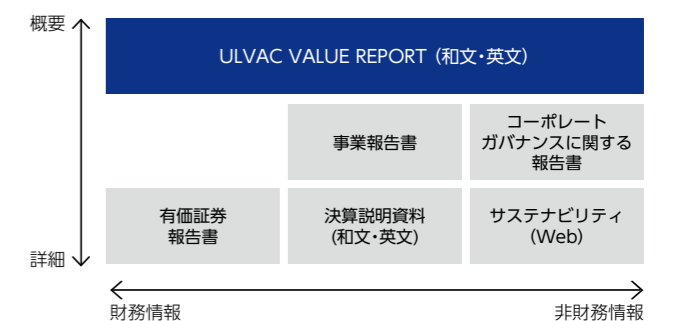 概要
ULVAC VALUE REPORT（和文・英文）
事業報告書
コーポレート
ガバナンスに関する
報告書
有価証券
報告書
決算説明資料
(和文・英文)
サステナビリティ
(Web)
詳細
財務情報
非財務情報